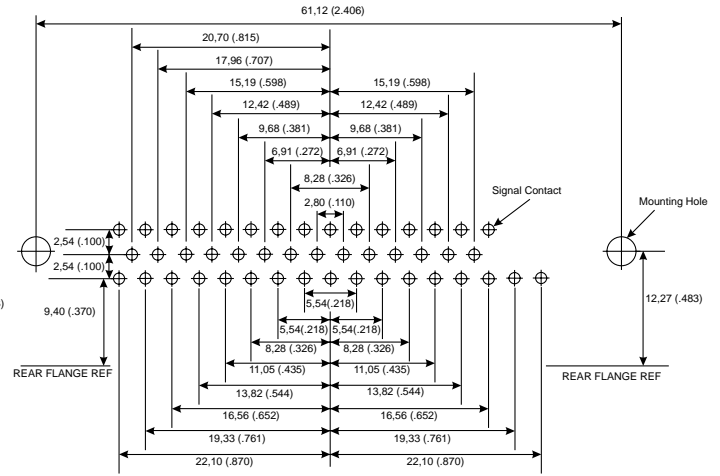 61,12 (2.406)
20,70 (.815)
17,96 (.707)
15,19 (.598) 15,19 (.598)
12,42 (.489) 12,42 (.489)
9,68 (.381) 9,68 (.381)
6,91 (.272) 6,91 (.272)
8,28 (.326)
Signal Contact
2,80 (.110)
Mounting Hole
2,54 (.100)
2,54 (.100)
5,54(.218)
9,40 (.370)
12,27 (.483)
5,54(.218) 5,54(.218)
8,28 (.326) 8,28 (.326)
11,05 (.435) 11,05 (.435)
REAR FLANGE REF REAR FLANGE REF
13,82 (.544) 13,82 (.544)
16,56 (.652) 16,56 (.652)
19,33 (.761) 19,33 (.761)
22,10 (.870) 22,10 (.870)